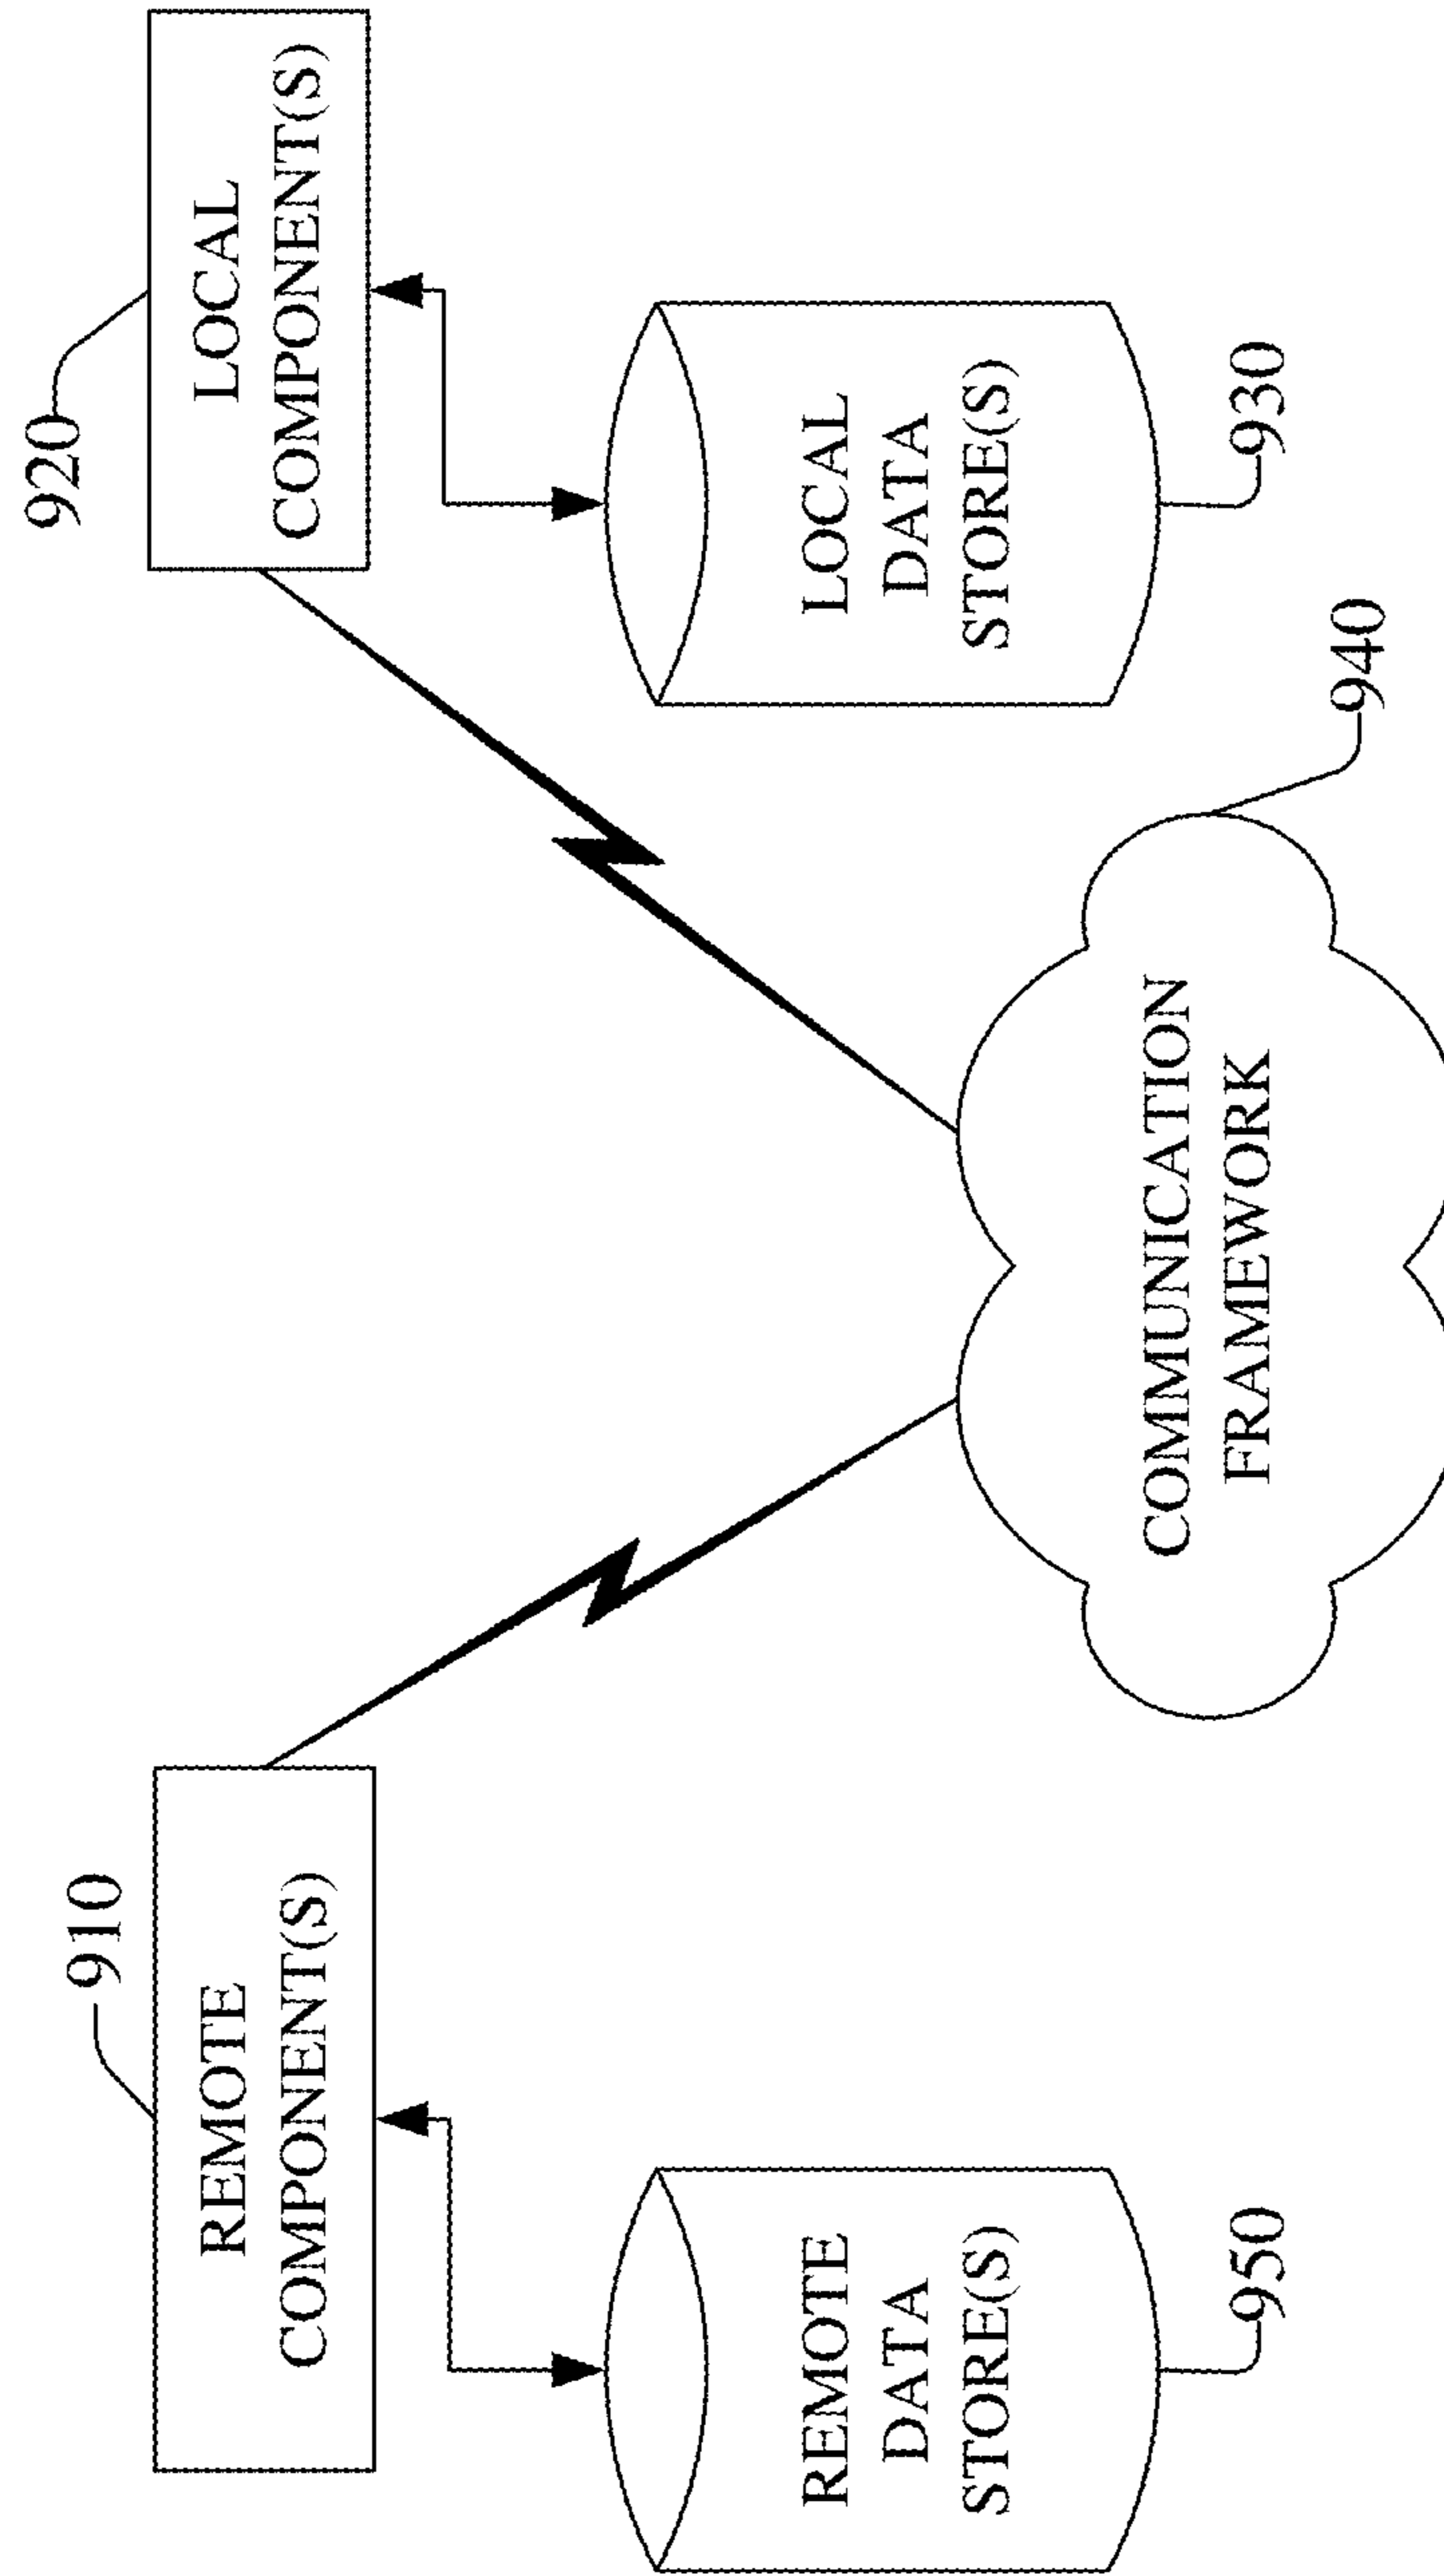 910
REMOTE
COMPONENT(S)
920
LOCAL
COMPONENT(S)
REMOTE
DATA
STORE(S)
950
COMMUNICATION
FRAMEWORK
940
LOCAL
DATA
STORE(S)
930